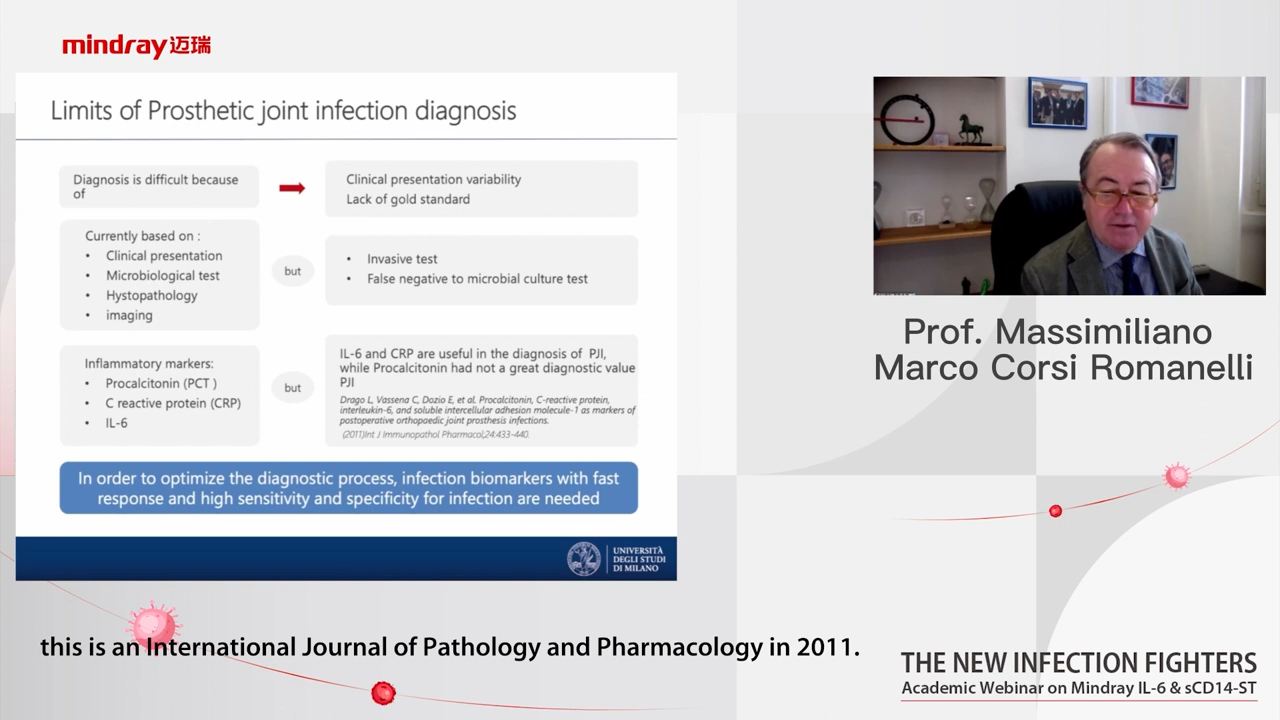 mindray迈瑞
Limits of Prosthetic joint infection diagnosis
Diagnosis is difficult because
of
Clinical presentation variability
Lack of gold standard
Currently based on :
• Clinical presentation
• Microbiological test
• Hystopathology
• imaging
but
• Invasive test
• False negative to microbial culture test
Inflammatory markers:
• Procalcitonin (PCT )
• C reactive protein (CRP)
• IL-6
but
IL-6 and CRP are useful in the diagnosis of PJI,
while Procalcitonin had not a great diagnostic value
PJI
Drago L, Vassena C, Dozio E, et al. Procalcitonin, C-reactive protein,
interleukin-6, and soluble intercellular adhesion molecule-1 as markers of
postoperative orthopaedic joint prosthesis infections.
(2011)Int J Immunopathol Pharmacol;24:433-440.
In order to optimize the diagnostic process, infection biomarkers with fast
response and high sensitivity and specificity for infection are needed
UNIVERSITÀ
DEGLI STUDI
DI MILANO
Prof. Massimiliano
Marco Corsi Romanelli
this is an International Journal of Pathology and Pharmacology in 2011.
THE NEW INFECTION FIGHTERS
Academic Webinar on Mindray IL-6 & sCD14-ST